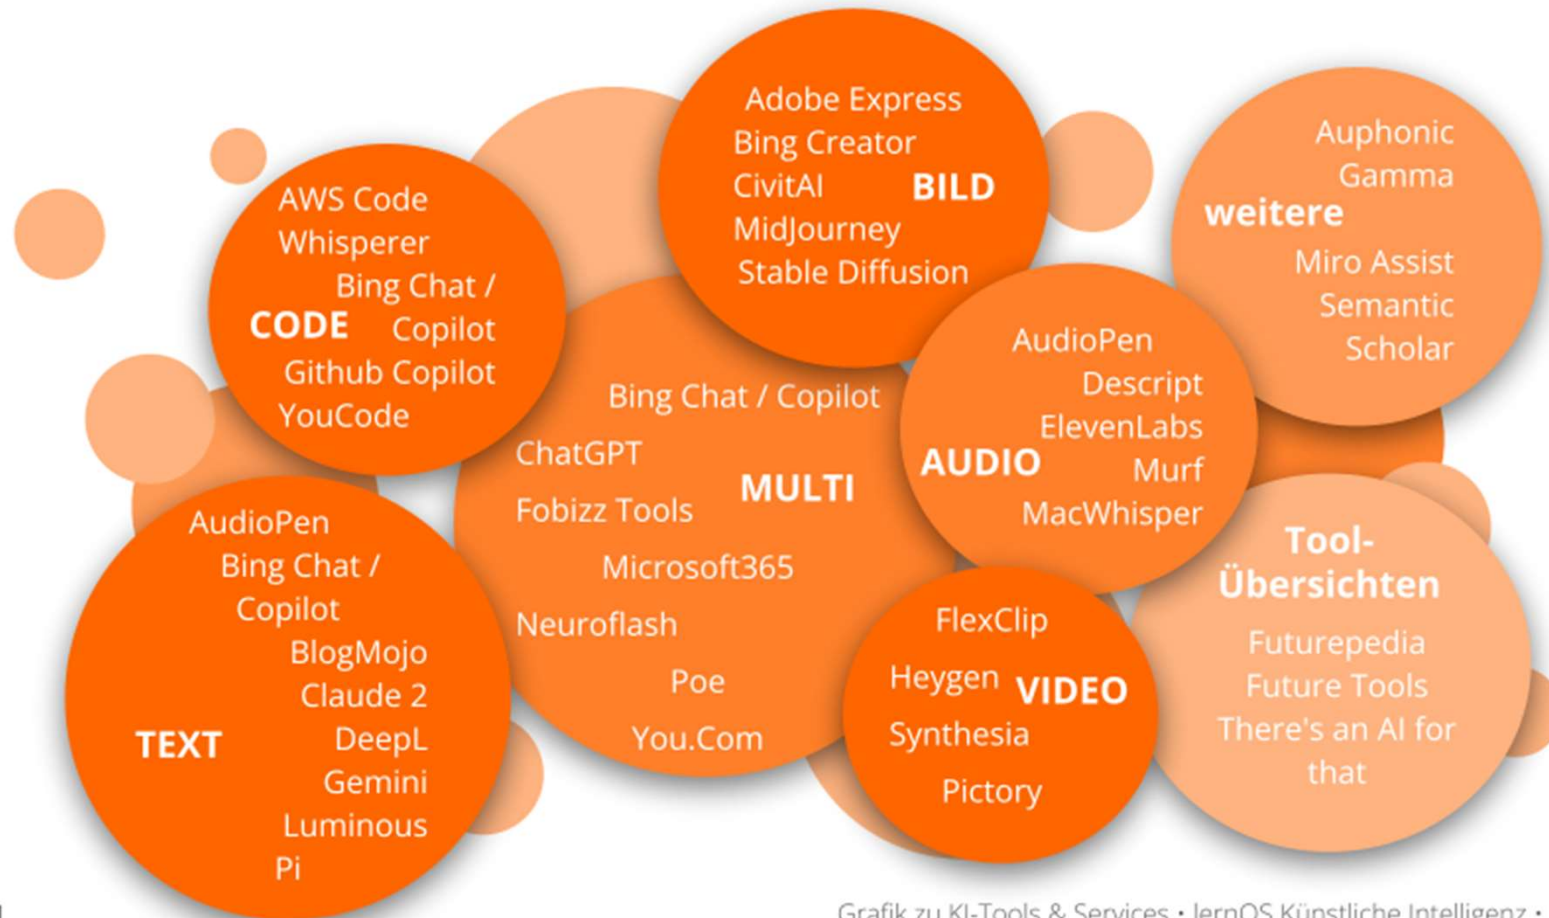 AWS Code
Whisperer
Bing Chat /
CODE Copilot
Github Copilot
YouCode
Adobe Express
Bing Creator
CivitAI BILD
MidJourney
Stable Diffusion
Auphonic
Gamma
weitere
Miro Assist
Semantic
Scholar
Bing Chat / Copilot
ChatGPT
MULTI
Fobizz Tools
Microsoft365
Neuroflash
Poe
You.Com
AudioPen
Descript
ElevenLabs
AUDIO Murf
MacWhisper
AudioPen
Bing Chat /
Copilot
BlogMojo
Claude 2
TEXT DeepL
Gemini
Luminous
Pi
FlexClip
Heygen VIDEO
Synthesia
Pictory
Tool-
Übersichten
Futurepedia
Future Tools
There's an AI for
that
Grafik zu KI-Tools & Services • lernOS Künstliche Intelligenz •